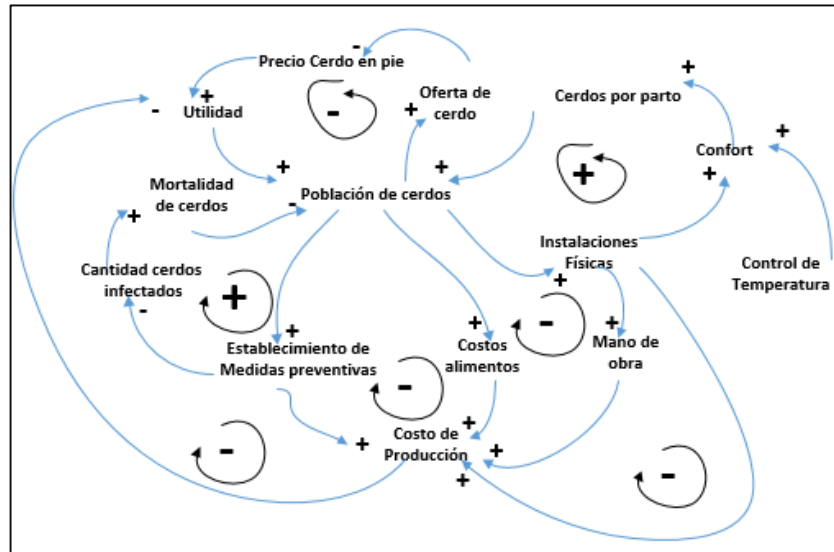 Precio Cerdo en pie
-
+
Utilidad
-
-
+
Oferta de
cerdo
Cerdos por parto
+
+
Confort
+
+
Mortalidad
de cerdos
+
-
+
Población de cerdos
+
Instalaciones
Físicas
+
Control de
Temperatura
Cantidad cerdos
infectados
-
+
+
Establecimiento de
Medidas preventivas
+
Costos
alimentos
-
+
Mano de
obra
-
-
+
Costo de
Producción
+
+
+
-